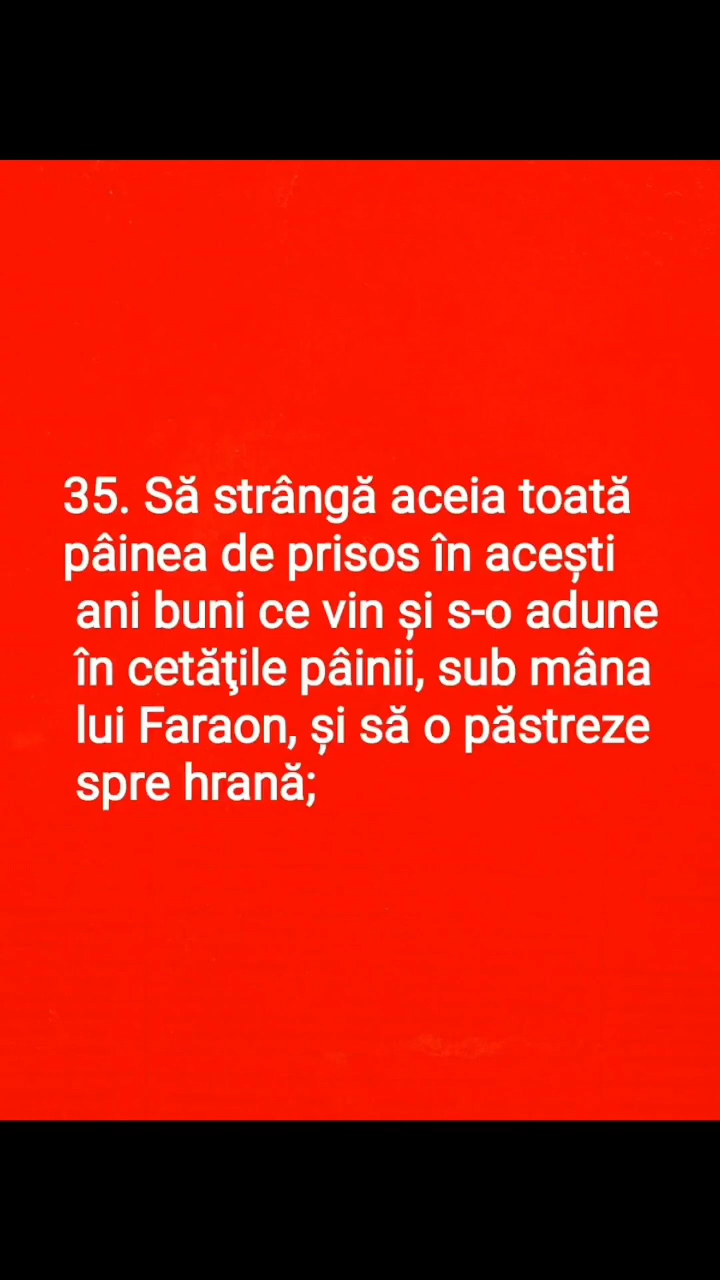 35. Să strângă aceia toată
pâinea de prisos în acești
ani buni ce vin și s-o adune
în cetăţile pâinii, sub mâna
lui Faraon, și să o păstreze
spre hrană;